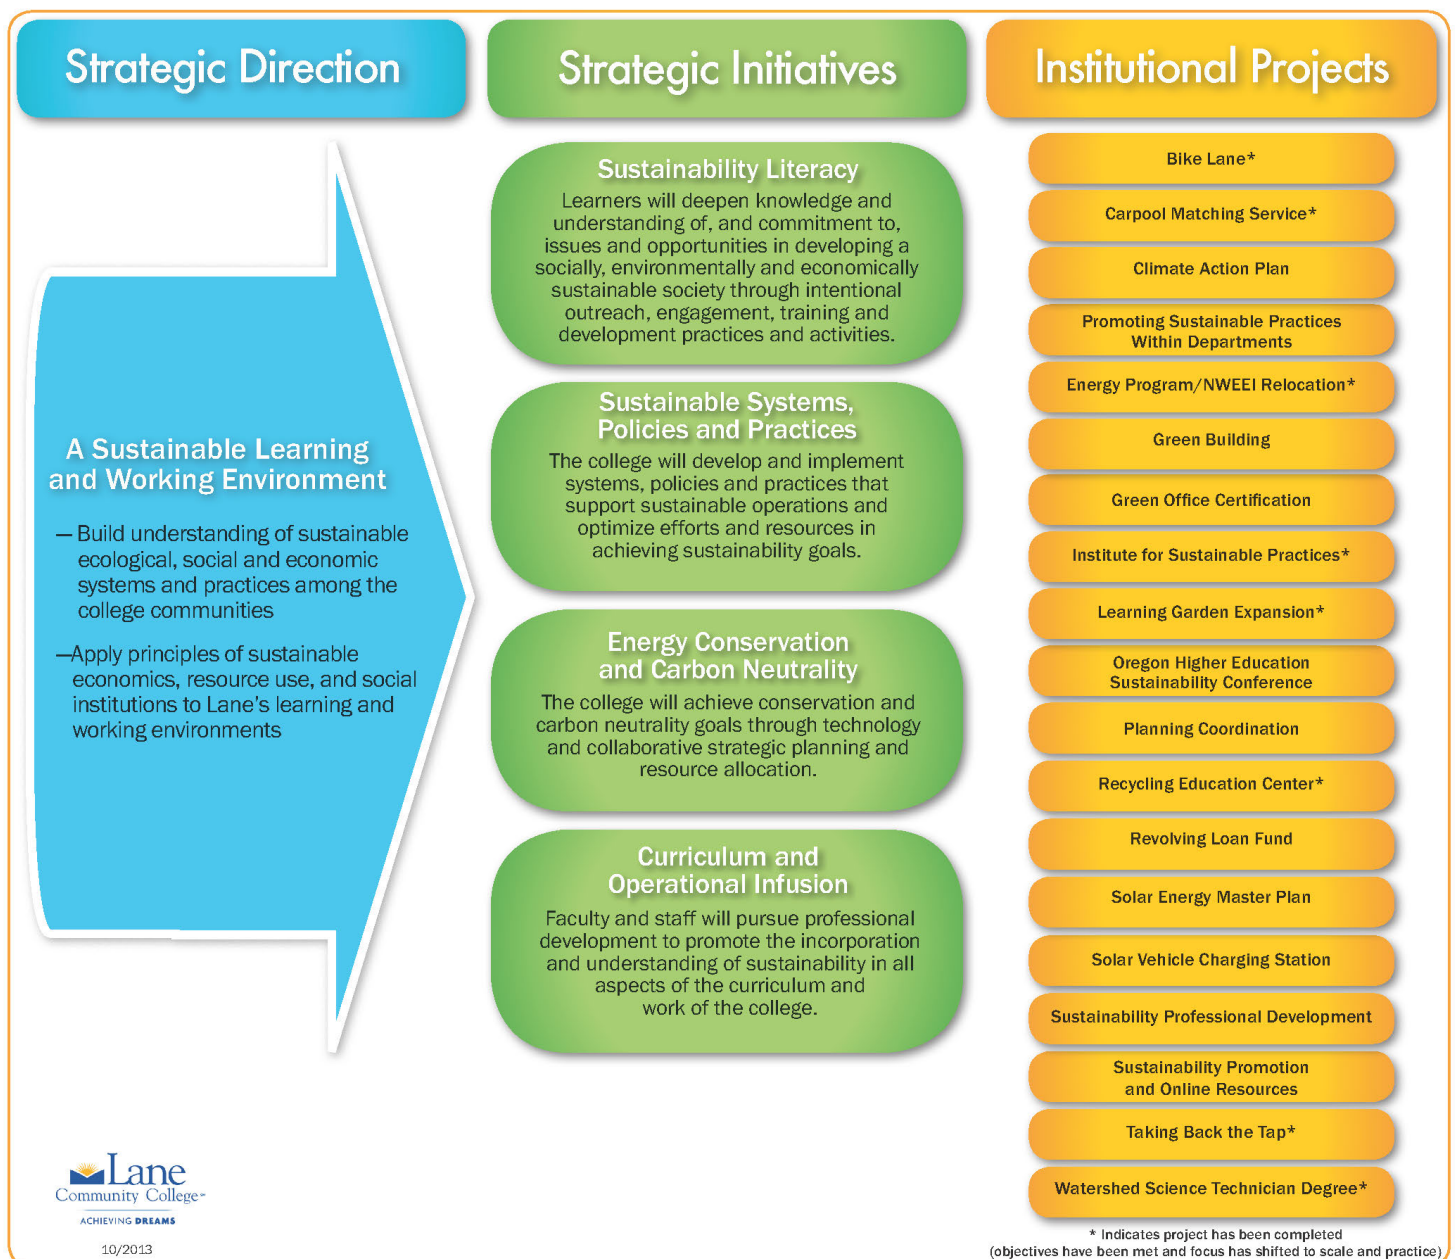 Strategic Direction
A Sustainable Learning
and Working Environment
— Build understanding of sustainable
ecological, social and economic
systems and practices among the
college communities
—Apply principles of sustainable
economics, resource use, and social
institutions to Lane's learning and
working environments
Lane
Community College
ACHIEVING DREAMS
10/2013
Strategic Initiatives
Sustainability Literacy
Learners will deepen knowledge and
understanding of, and commitment to,
issues and opportunities in developing a
socially, environmentally and economically
sustainable society through intentional
outreach, engagement, training and
development practices and activities.
Sustainable Systems,
Policies and Practices
The college will develop and implement
systems, policies and practices that
support sustainable operations and
optimize efforts and resources in
achieving sustainability goals.
Energy Conservation
and Carbon Neutrality
The college will achieve conservation and
carbon neutrality goals through technology
and collaborative strategic planning and
resource allocation.
Curriculum and
Operational Infusion
Faculty and staff will pursue professional
development to promote the incorporation
and understanding of sustainability in all
aspects of the curriculum and
work of the college.
Institutional Projects
Bike Lane*
Carpool Matching Service*
Climate Action Plan
Promoting Sustainable Practices
Within Departments
Energy Program/NWEEI Relocation*
Green Building
Green Office Certification
Institute for Sustainable Practices*
Learning Garden Expansion*
Oregon Higher Education
Sustainability Conference
Planning Coordination
Recycling Education Center*
Revolving Loan Fund
Solar Energy Master Plan
Solar Vehicle Charging Station
Sustainability Professional Development
Sustainability Promotion
and Online Resources
Taking Back the Tap*
Watershed Science Technician Degree*
* Indicates project has been completed
(objectives have been met and focus has shifted to scale and practice)